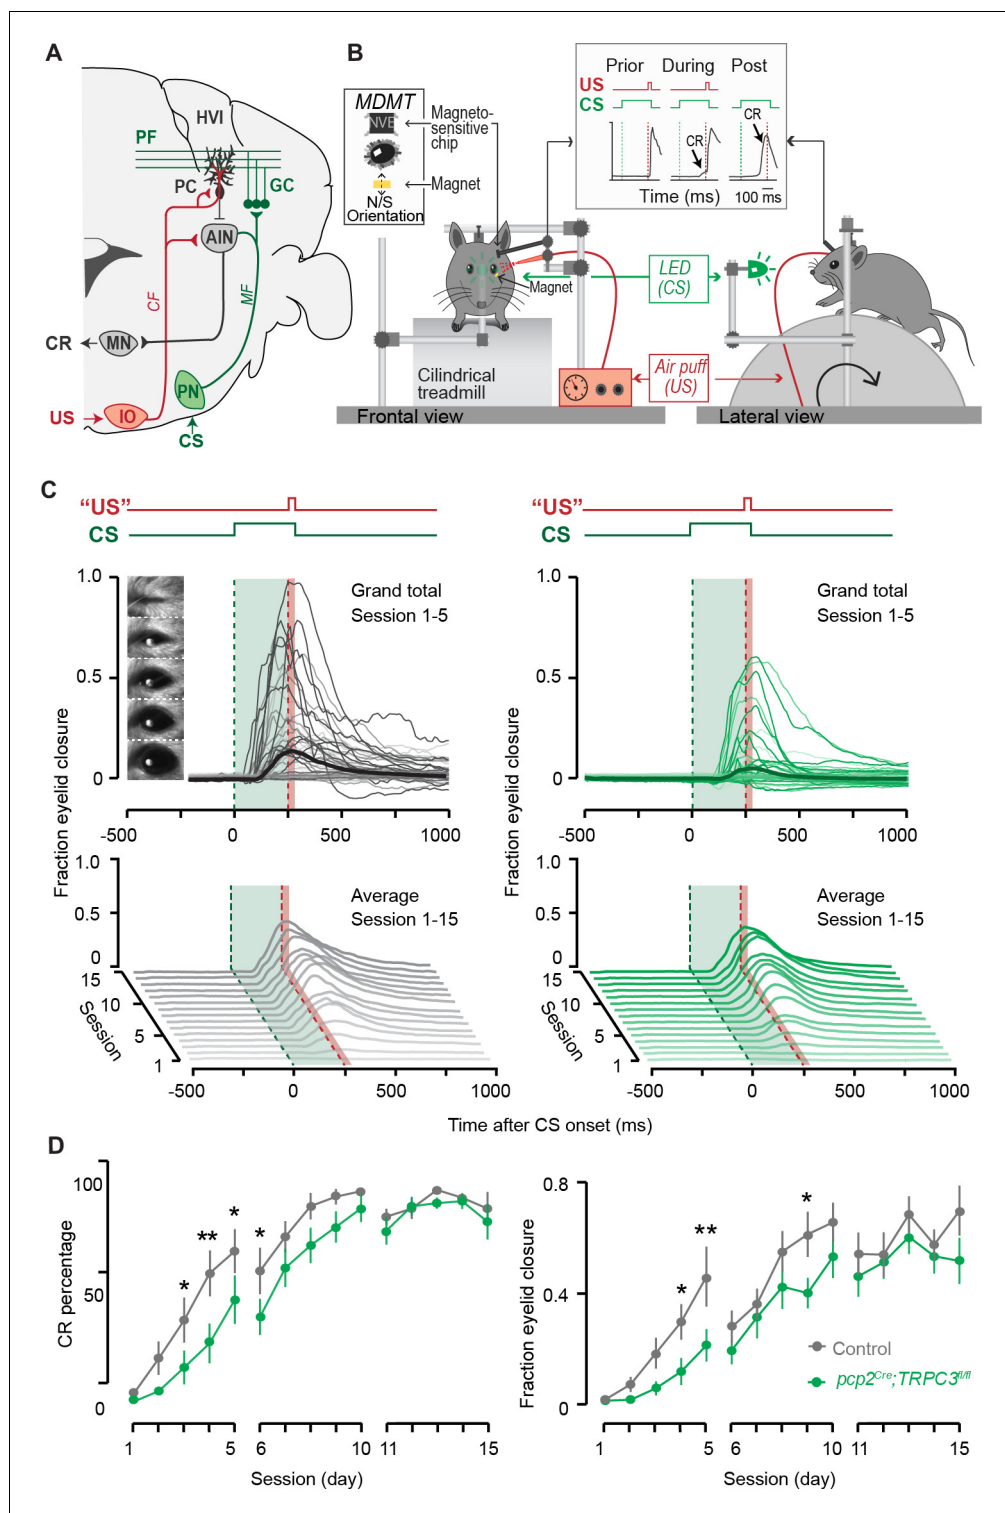 A
HVI
PF
PC
GC
AIN
CF
MF
CR
MN
PN
US
IO
CS
B
MDMT
NVE
Magneto-
sensitive
chip
Magnet
N/S
Orientation
Prior During Post
US
CS
CR
CR
Time (ms) 100 ms
Magnet
LED
(CS)
Cilindrical
treadmill
Air puff
(US)
Frontal view
Lateral view
C
"US"
CS
"US"
CS
Fraction eyelid closure
1.0
0.5
0
Grand total
Session 1-5
-500 0 500 1000
1.0
0.5
0
Grand total
Session 1-5
-500 0 500 1000
Fraction eyelid closure
1.0
0.5
0
Average
Session 1-15
15
10
5
1
Session
-500 0 500 1000
1.0
0.5
0
Average
Session 1-15
15
10
5
1
Session
-500 0 500 1000
Time after CS onset (ms)
D
CR percentage
100
50
0
* ** * *
1 5 6 10 11 15
Session (day)
Fraction eyelid closure
0.8
0.4
0
* ** *
Control
pcp2Cre;TRPC3fl/fl
1 5 6 10 11 15
Session (day)